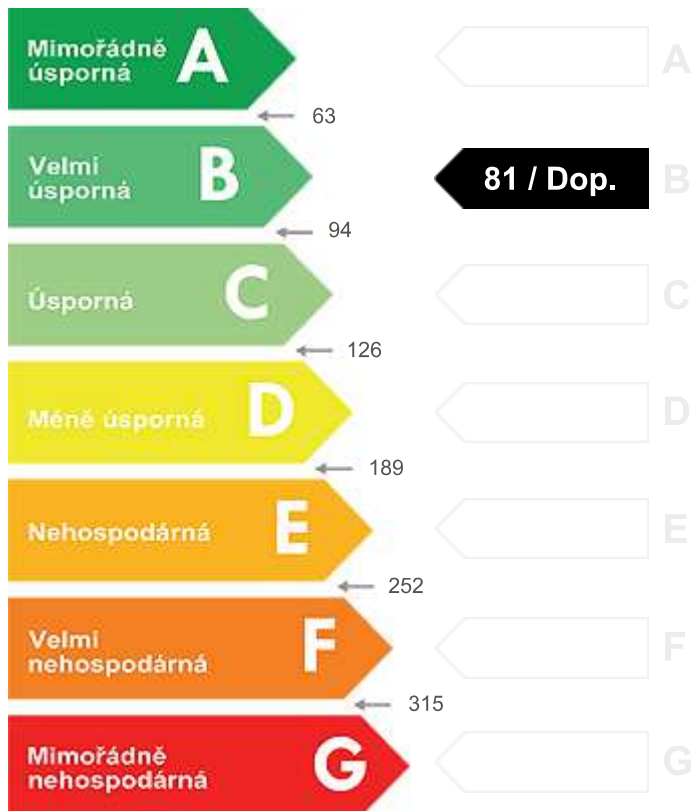 Mimořádně
úsporná
A
A
63
Velmi
úsporná
B
81 / Dop.
B
94
Úsporná
C
C
126
Méně úsporná
D
D
189
Nehospodárná
E
E
252
Velmi
nehospodárná
F
F
315
Mimořádně
nehospodárná
G
G